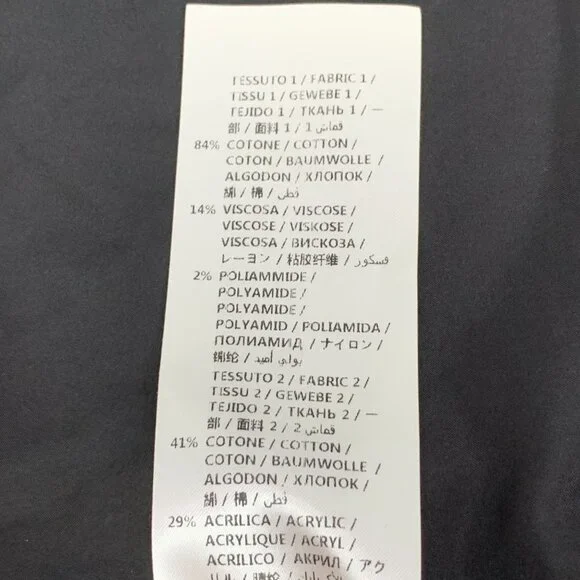 TESSUTO 1 / FABRIC 1 /
TISSU 1 / GEWEBE 1 /
TEJIDO 1 / ТКАНЬ 1 / 一
部 / 面料 1 / 1 قماش
84% COTONE / COTTON /
COTON / BAUMWOLLE /
ALGODON / ХЛОПОК /
綿 / 棉 / قطن
14% VISCOSA / VISCOSE /
VISCOSE / VISKOSE /
VISCOSA / ВИСКОЗА /
レーヨン / 粘胶纤维 / فسكوز
2% POLIAMMIDE /
POLYAMIDE /
POLYAMIDE /
POLYAMID / POLIAMIDA /
ПОЛИАМИД / ナイロン /
锦纶 / بولي أميد
TESSUTO 2 / FABRIC 2 /
TISSU 2 / GEWEBE 2 /
TEJIDO 2 / ТКАНЬ 2 / 一
部 / 面料 2 / 2 قماش
41% COTONE / COTTON /
COTON / BAUMWOLLE /
ALGODON / ХЛОПОК /
綿 / 棉 / قطن
29% ACRILICA / ACRYLIC /
ACRYLIQUE / ACRYL /
ACRILICO / АКРИЛ / アク
リル / 腈纶 /